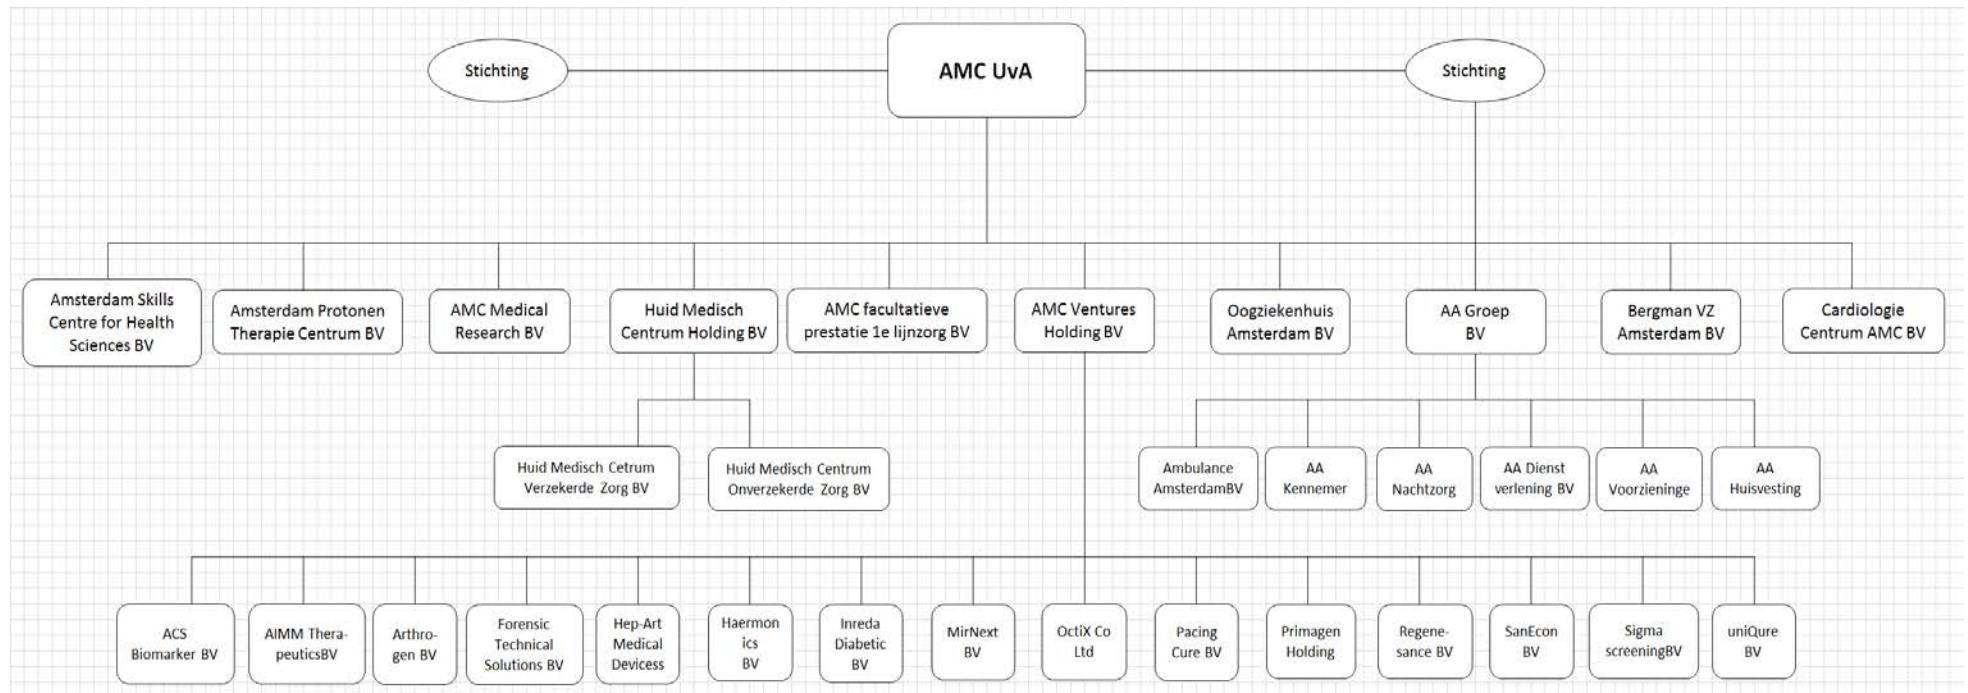 Stichting
AMC UvA
Stichting
Amsterdam Skills
Centre for Health
Sciences BV
Amsterdam Protonen
Therapie Centrum BV
AMC Medical
Research BV
Huid Medisch
Centrum Holding BV
AMC facultatieve
prestatie 1e lijnzorg BV
AMC Ventures
Holding BV
Oogziekenhuis
Amsterdam BV
AA Groep
BV
Bergman VZ
Amsterdam BV
Cardiologie
Centrum AMC BV
Huid Medisch Cetrum
Verzekerde Zorg BV
Huid Medisch Centrum
Onverzekerde Zorg BV
Ambulance
AmsterdamBV
AA
Kennemer
AA
Nachtzorg
AA Dienst
verlening BV
AA
Voorzieninge
AA
Huisvesting
ACS
Biomarker BV
AIMM Thera-
peuticsBV
Arthro-
gen BV
Forensic
Technical
Solutions BV
Hep-Art
Medical
Devicess
Haermon
ics
BV
Inreda
Diabetic
BV
MirNext
BV
OctiX Co
Ltd
Pacing
Cure BV
Primagen
Holding
Regene-
sance BV
SanEcon
BV
Sigma
screeningBV
uniQure
BV